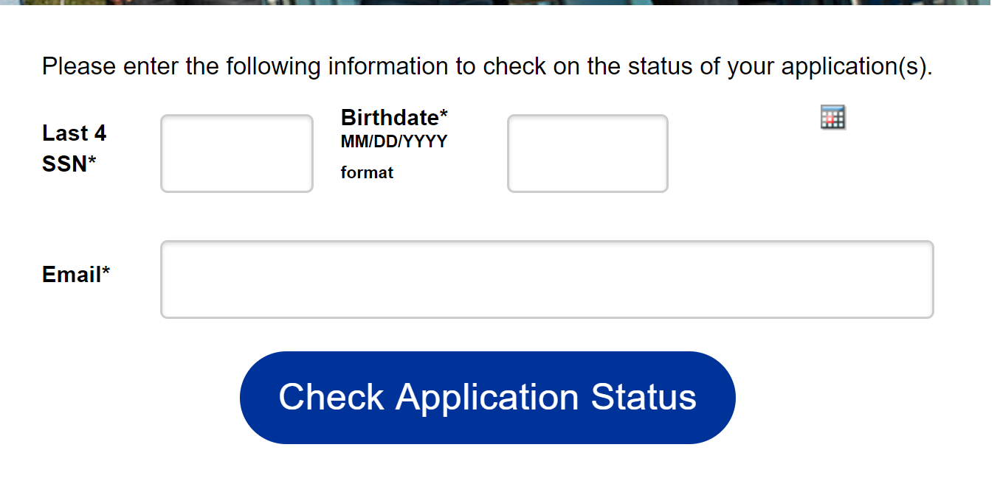 Please enter the following information to check on the status of your application(s).
Last 4
SSN*
Birthdate*
MM/DD/YYYY
format
Email*
Check Application Status